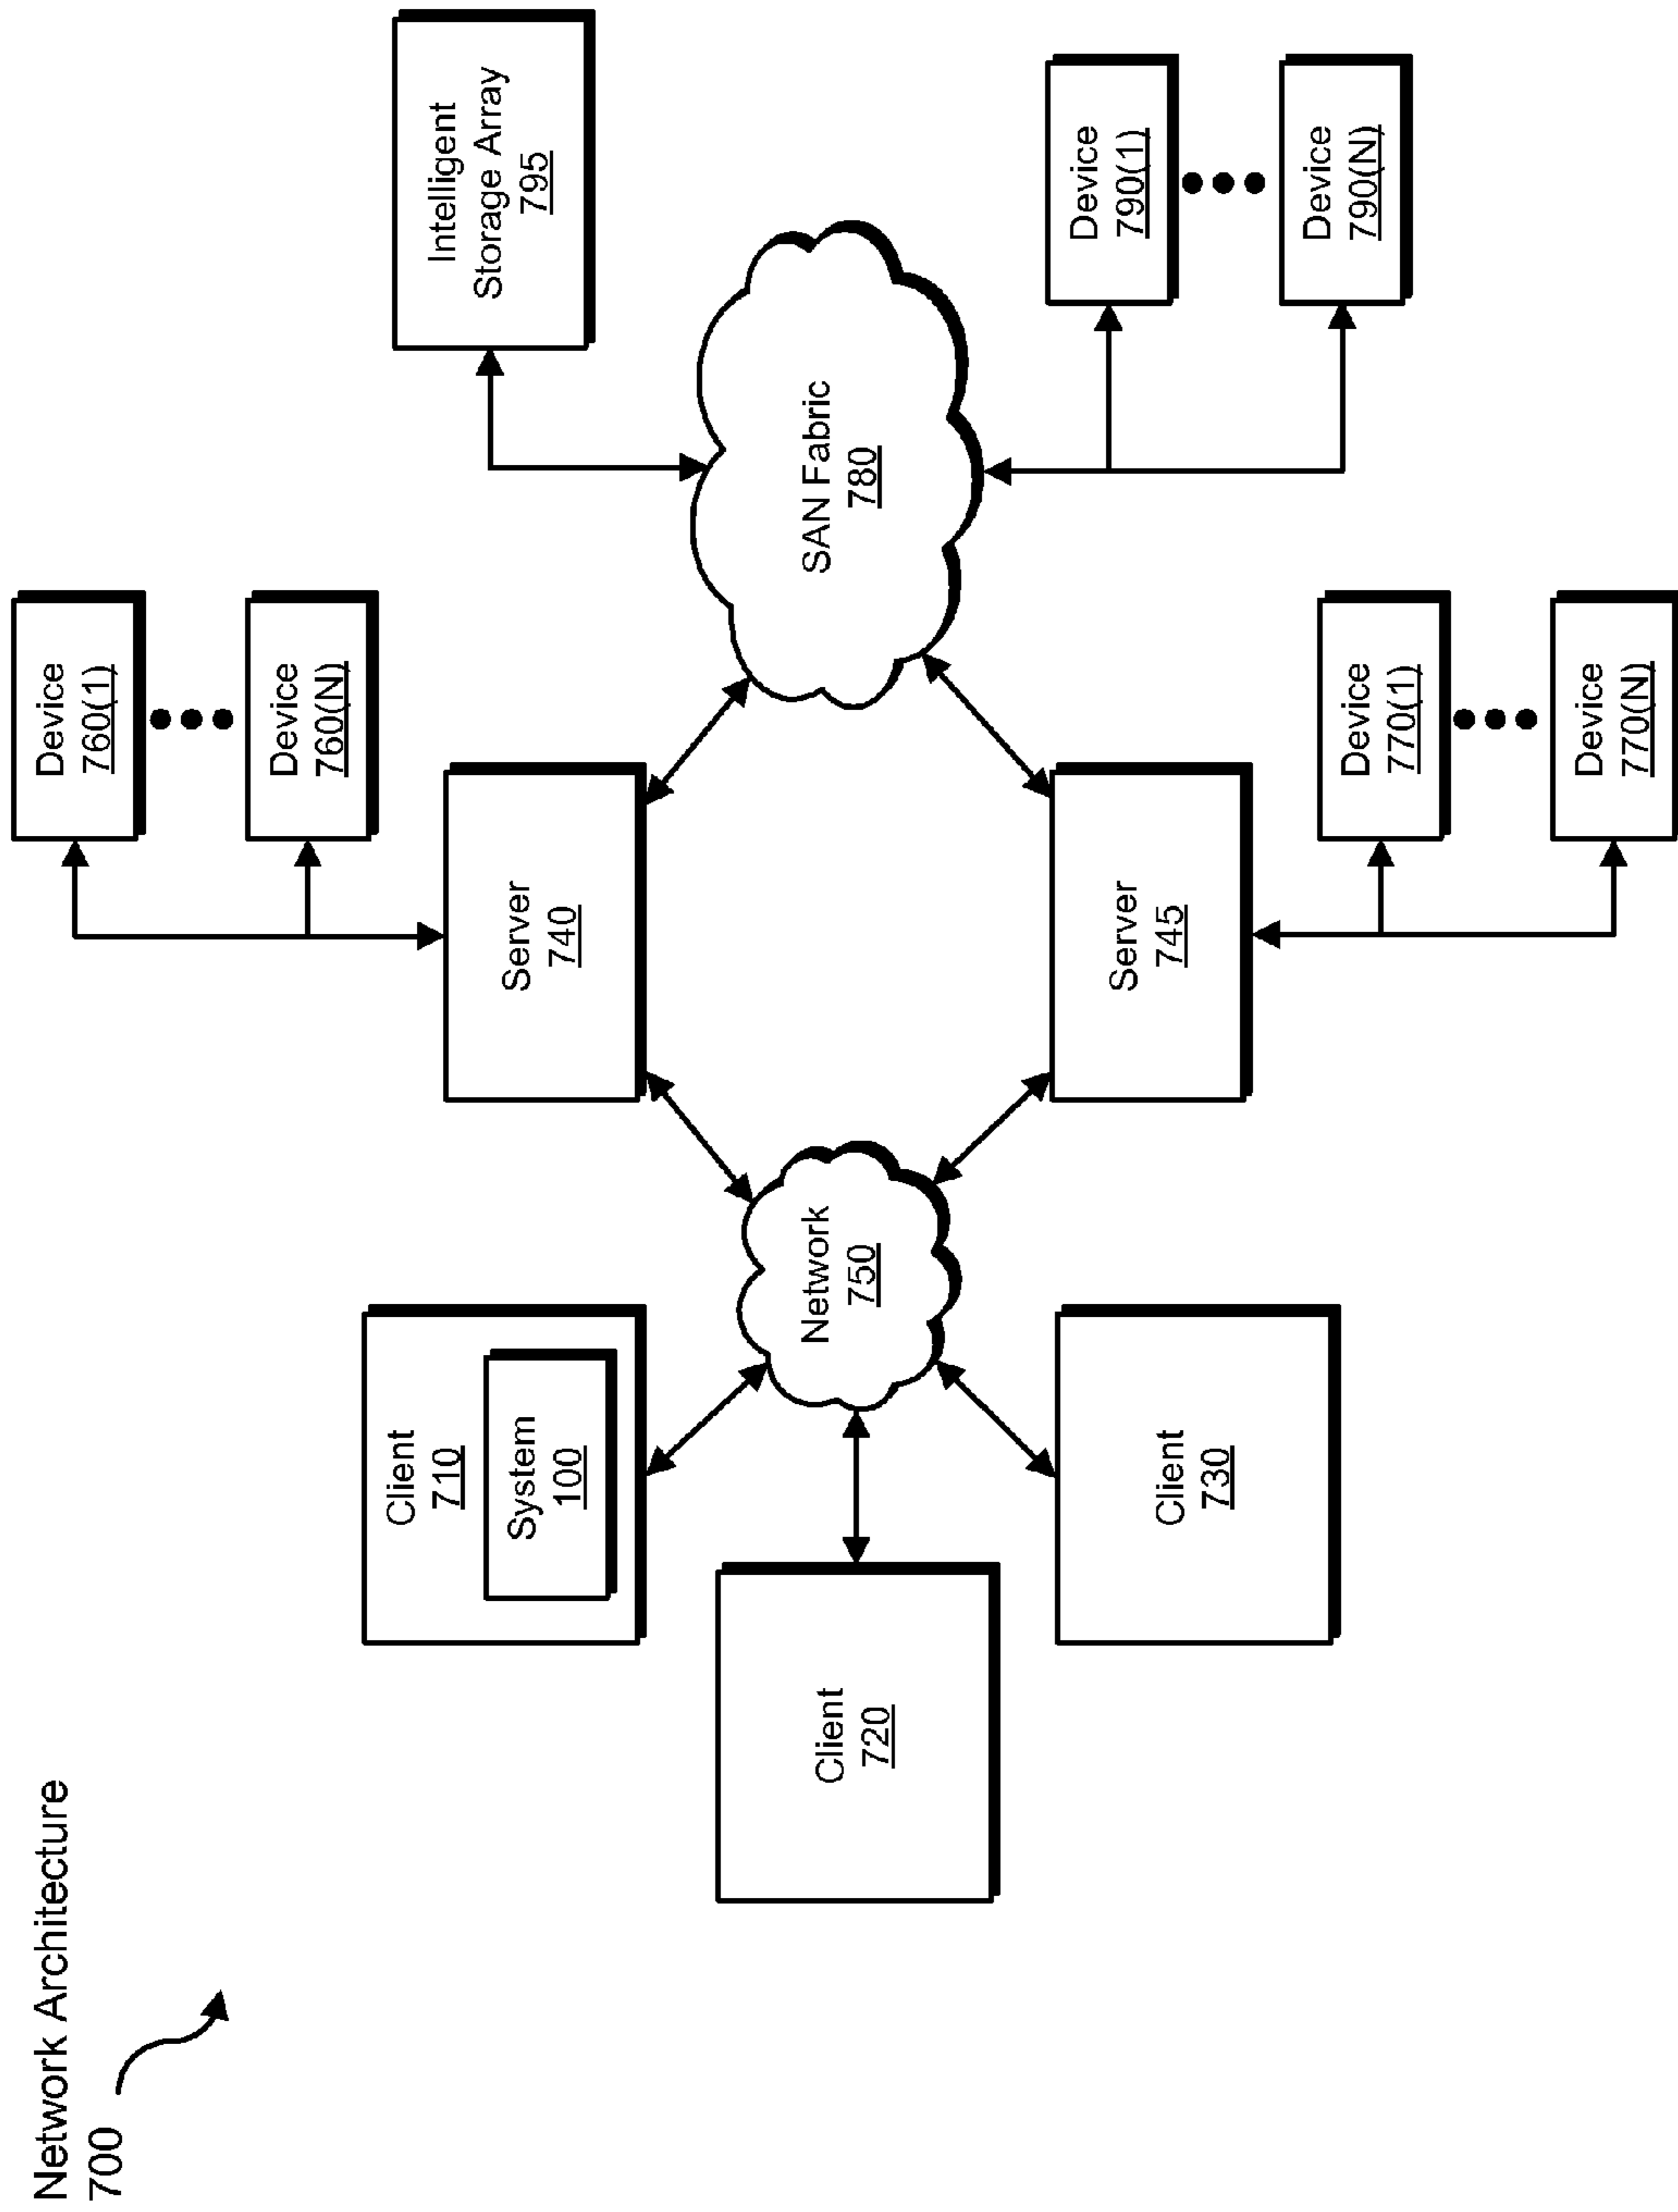 Network Architecture
700
Client
710
System
100
Client
720
Client
730
Network
750
Server
740
Server
745
Device
760(1)
Device
760(N)
Device
770(1)
Device
770(N)
SAN Fabric
780
Intelligent
Storage Array
795
Device
790(1)
Device
790(N)